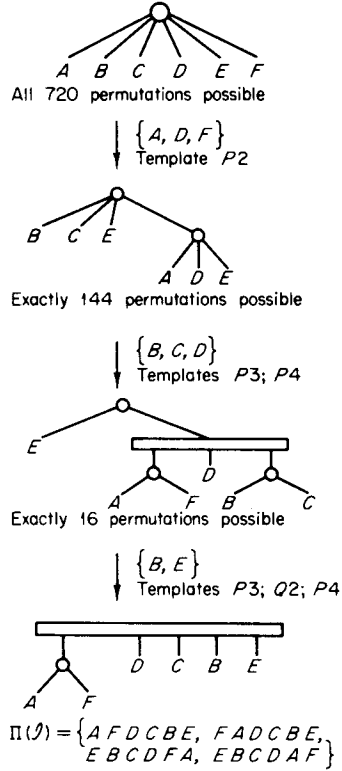 A B C D E F
All 720 permutations possible
{A, D, F}
Template P2
B C E
A D E
Exactly 144 permutations possible
{B, C, D}
Templates P3; P4
E
D
A F B C
Exactly 16 permutations possible
{B, E}
Templates P3; Q2; P4
D C B E
A F
Π(ℐ) = {A F D C B E, F A D C B E,
E B C D F A, E B C D A F}